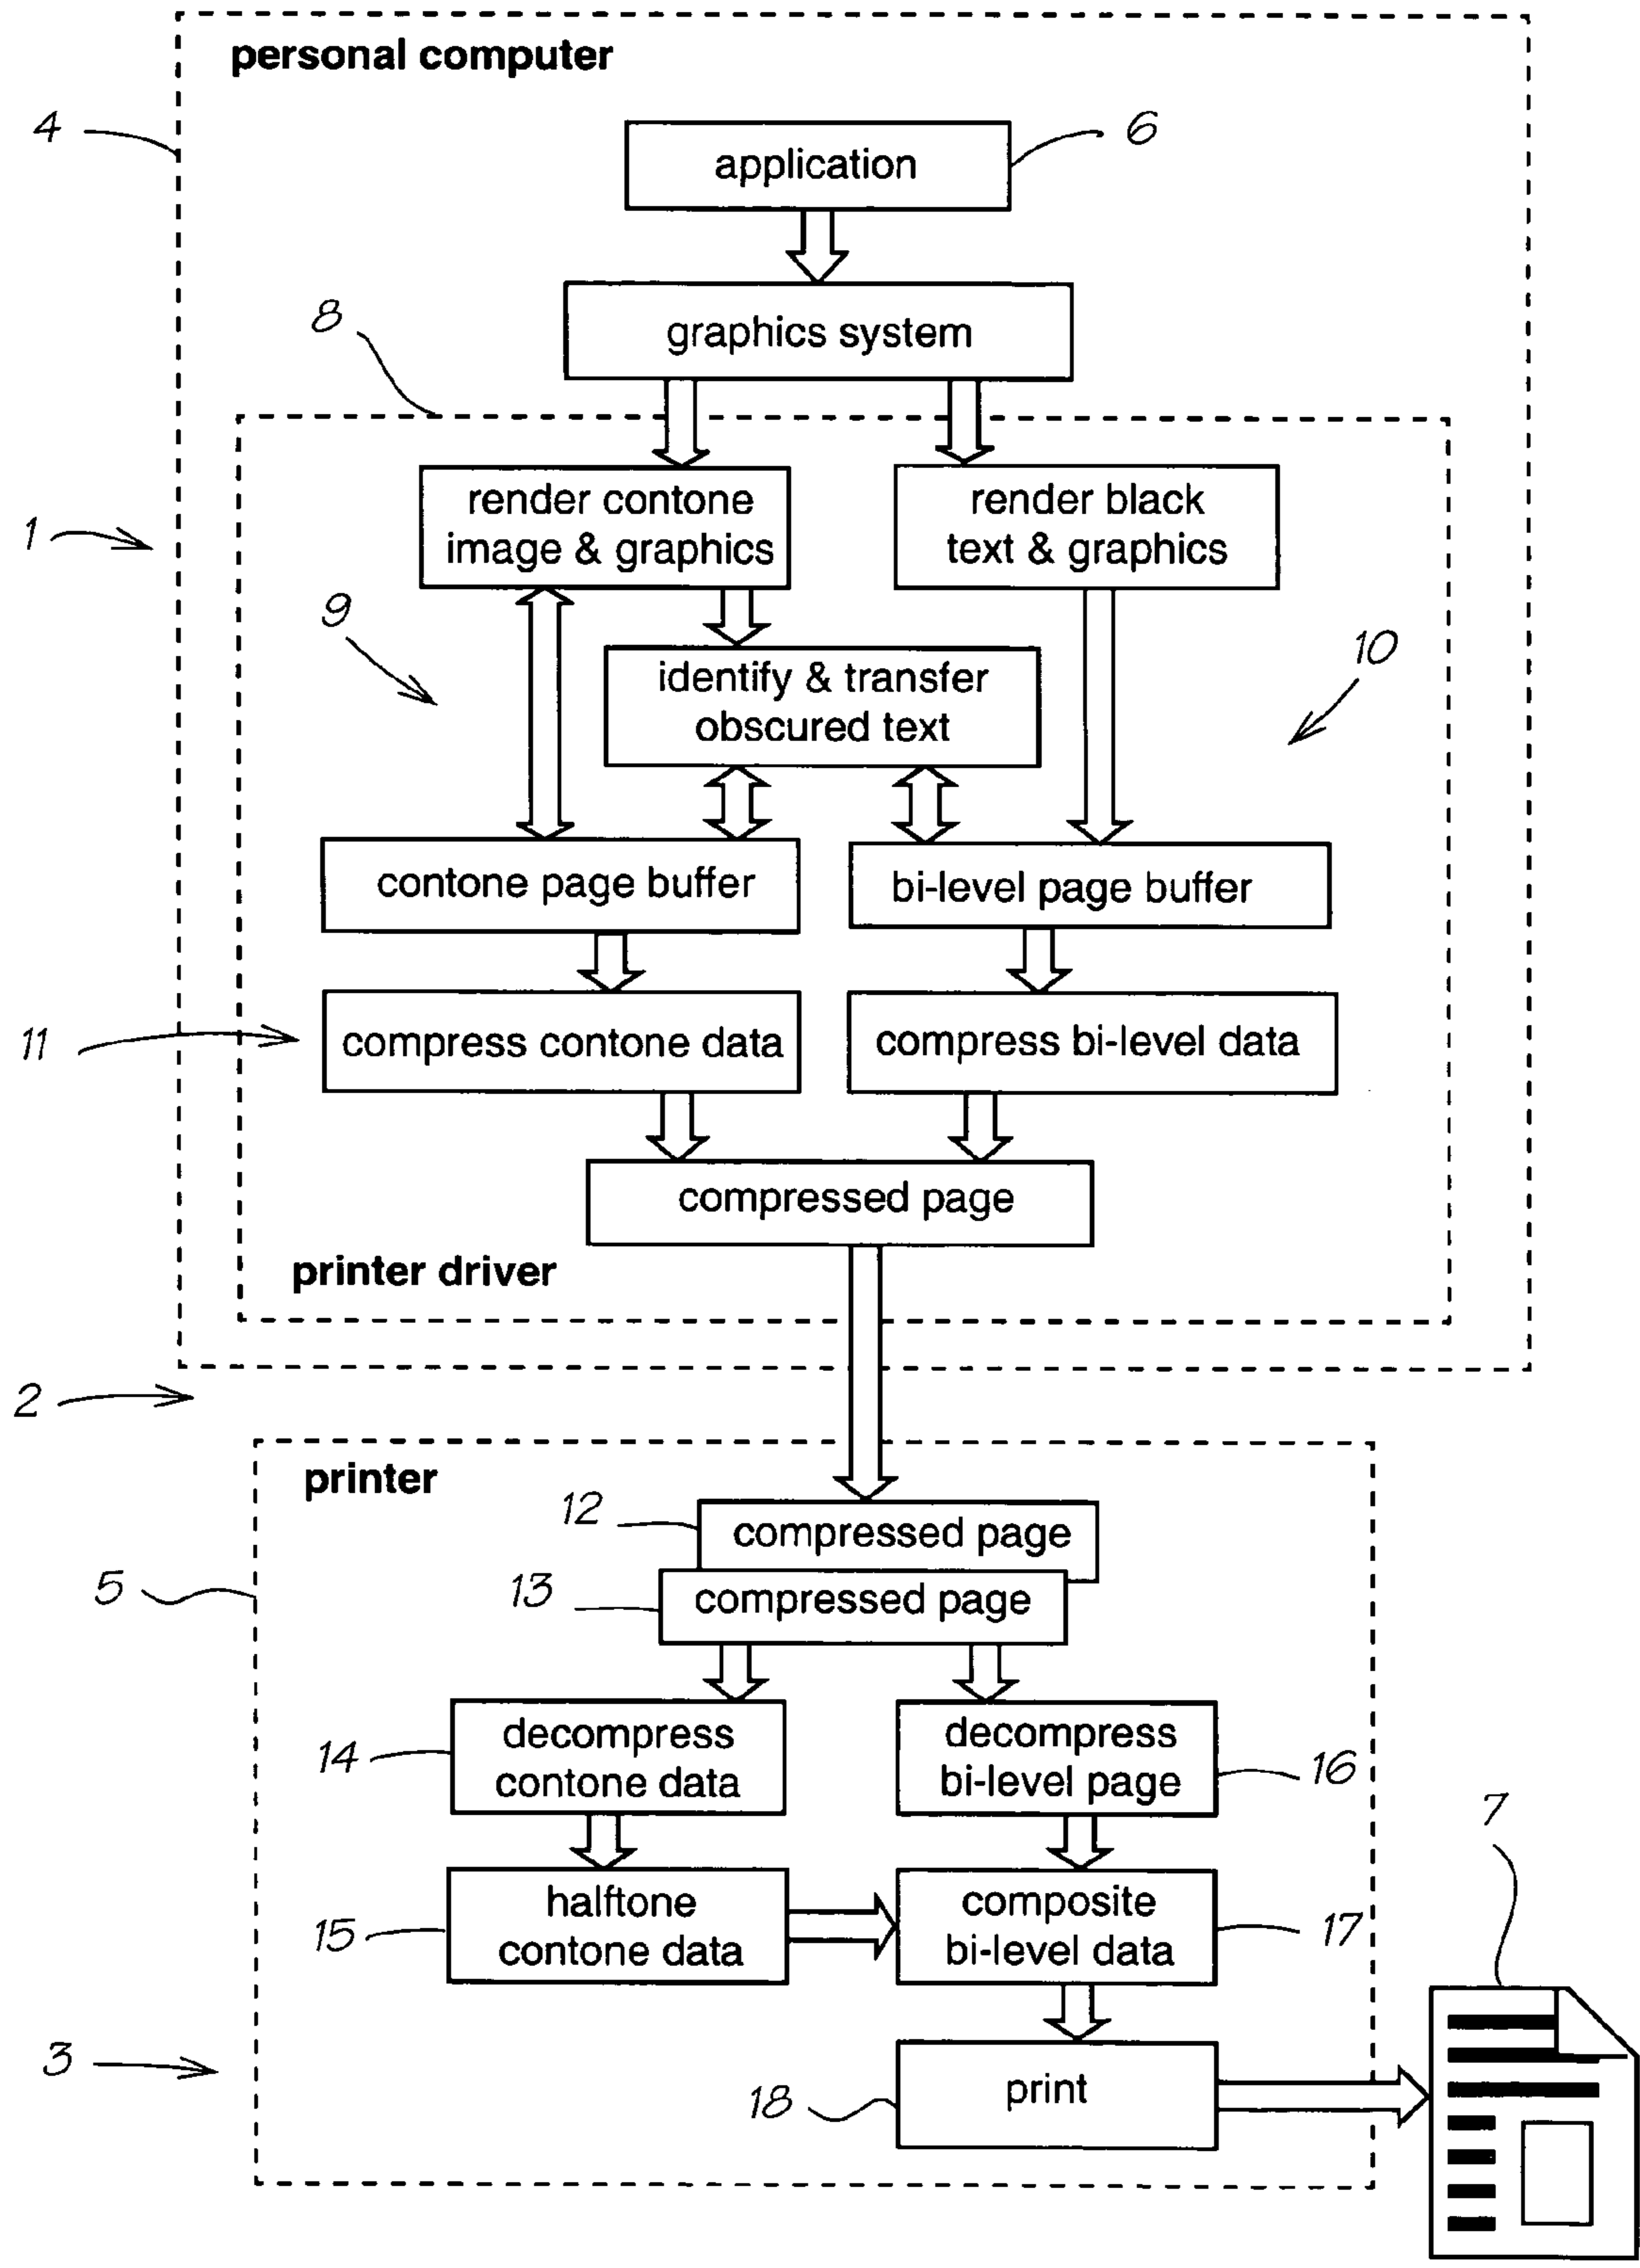 personal computer
4
6
application
8
graphics system
1
render contone
image & graphics
render black
text & graphics
9
10
identify & transfer
obscured text
contone page buffer
bi-level page buffer
11
compress contone data
compress bi-level data
compressed page
printer driver
2
printer
12
compressed page
5
13
compressed page
14
decompress
contone data
decompress
bi-level page
16
7
15
halftone
contone data
composite
bi-level data
17
3
18
print